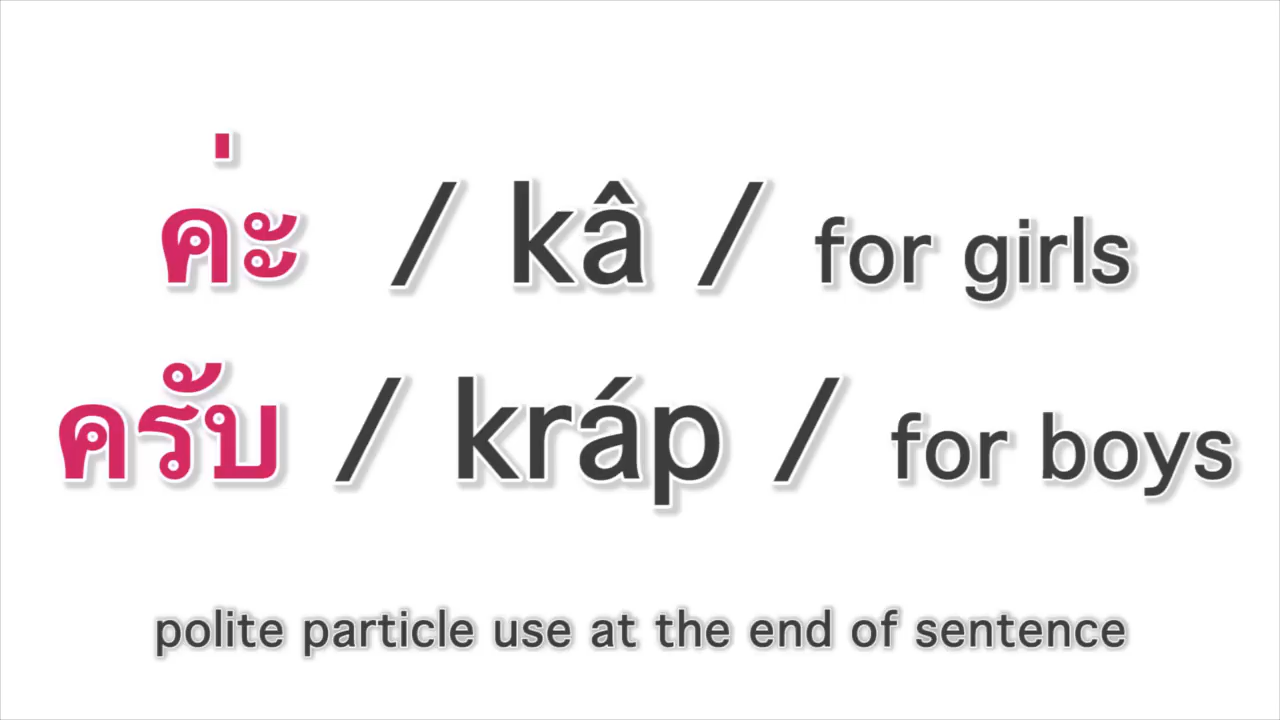 ค่ะ / kâ / for girls
ครับ / kráp / for boys
polite particle use at the end of sentence